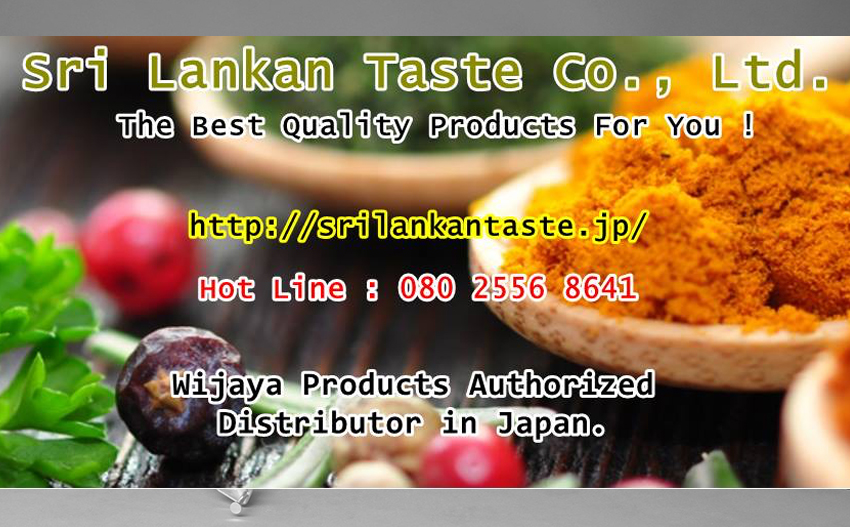 Sri Lankan Taste Co., Ltd.
The Best Quality Products For You !
http://srilankantaste.jp/
Hot Line : 080 2556 8641
Wijaya Products Authorized
Distributor in Japan.